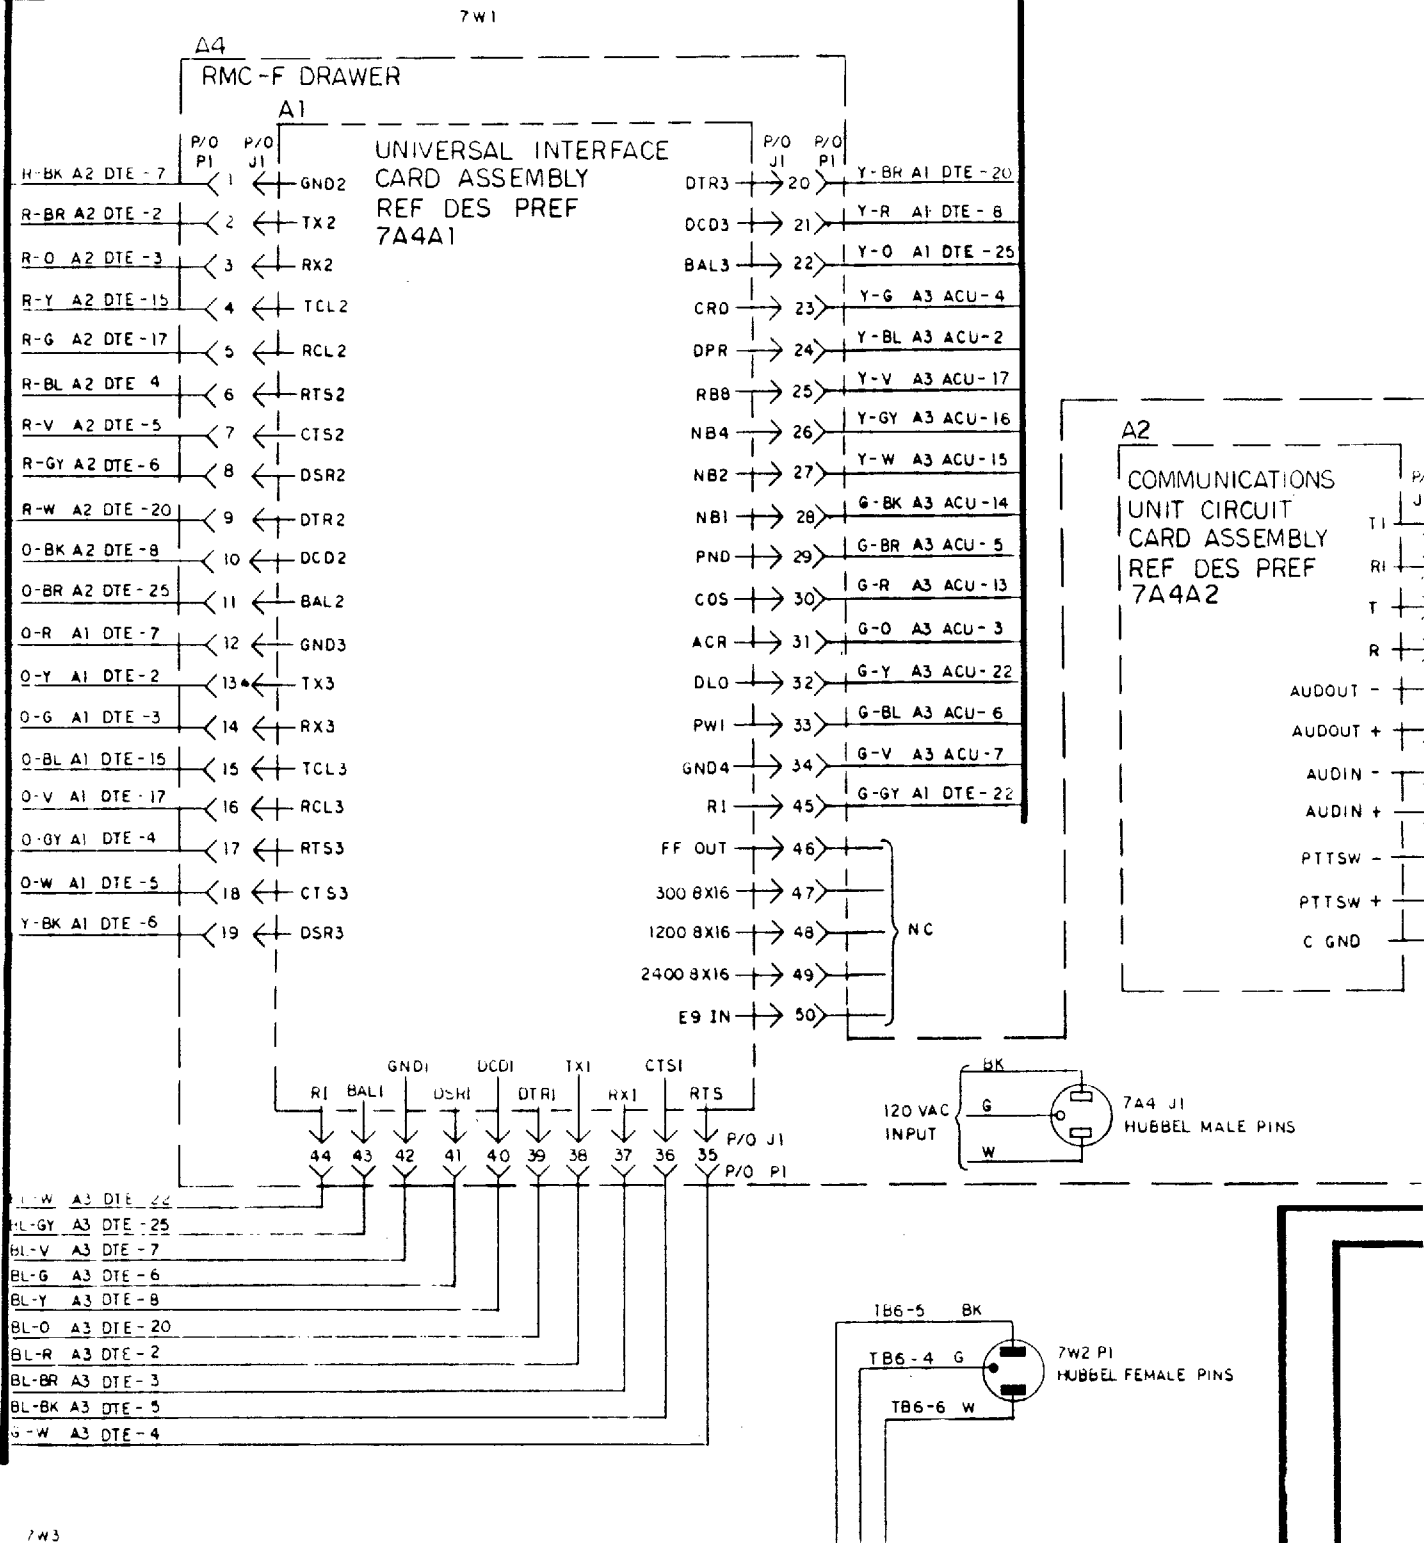 7W1
A4
RMC-F DRAWER
A1
P/O P1
P/O J1
UNIVERSAL INTERFACE
CARD ASSEMBLY
REF DES PREF
7A4A1
P/O J1
P/O P1
R-BK A2 DTE-7 1 GND2
R-BR A2 DTE-2 2 TX2
R-O A2 DTE-3 3 RX2
R-Y A2 DTE-15 4 TCL2
R-G A2 DTE-17 5 RCL2
R-BL A2 DTE 4 6 RTS2
R-V A2 DTE-5 7 CTS2
R-GY A2 DTE-6 8 DSR2
R-W A2 DTE-20 9 DTR2
O-BK A2 DTE-8 10 DCD2
O-BR A2 DTE-25 11 BAL2
O-R A1 DTE-7 12 GND3
O-Y A1 DTE-2 13 TX3
O-G A1 DTE-3 14 RX3
O-BL A1 DTE-15 15 TCL3
O-V A1 DTE-17 16 RCL3
O-GY A1 DTE-4 17 RTS3
O-W A1 DTE-5 18 CTS3
Y-BK A1 DTE-6 19 DSR3
DTR3 20 Y-BR A1 DTE-20
DCD3 21 Y-R A1 DTE-8
BAL3 22 Y-O A1 DTE-25
CRO 23 Y-G A3 ACU-4
DPR 24 Y-BL A3 ACU-2
RB8 25 Y-V A3 ACU-17
NB4 26 Y-GY A3 ACU-16
NB2 27 Y-W A3 ACU-15
NB1 28 G-BK A3 ACU-14
PND 29 G-BR A3 ACU-5
COS 30 G-R A3 ACU-13
ACR 31 G-O A3 ACU-3
DLO 32 G-Y A3 ACU-22
PWI 33 G-BL A3 ACU-6
GND4 34 G-V A3 ACU-7
RI 45 G-GY A1 DTE-22
FF OUT 46
300 8X16 47
1200 8X16 48
2400 8X16 49
E9 IN 50
NC
A2
COMMUNICATIONS
UNIT CIRCUIT
CARD ASSEMBLY
REF DES PREF
7A4A2
T1
R1
T
R
AUDOUT -
AUDOUT +
AUDIN -
AUDIN +
PTTSW -
PTTSW +
C GND
RI BAL1 GND1 DSR1 DCD1 DTR1 TX1 RX1 CTS1 RTS
P/O J1
44 43 42 41 40 39 38 37 36 35
P/O P1
120 VAC
INPUT
BK
G
W
7A4 J1
HUBBEL MALE PINS
BL-W A3 DTE 22
BL-GY A3 DTE-25
BL-V A3 DTE-7
BL-G A3 DTE-6
BL-Y A3 DTE-8
BL-O A3 DTE-20
BL-R A3 DTE-2
BL-BR A3 DTE-3
BL-BK A3 DTE-5
G-W A3 DTE-4
TB6-5 BK
TB6-4 G
TB6-6 W
7W2 P1
HUBBEL FEMALE PINS
7W3